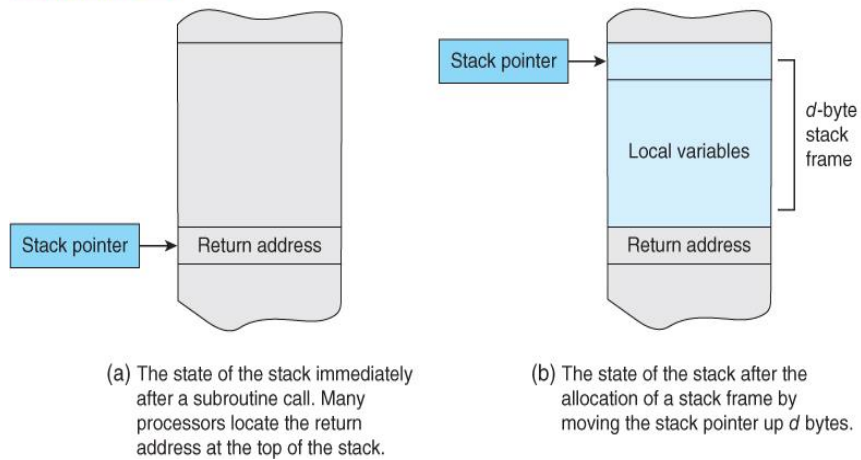 Stack pointer
Return address
(a) The state of the stack immediately
after a subroutine call. Many
processors locate the return
address at the top of the stack.
Stack pointer
Local variables
d-byte
stack
frame
Return address
(b) The state of the stack after the
allocation of a stack frame by
moving the stack pointer up d bytes.